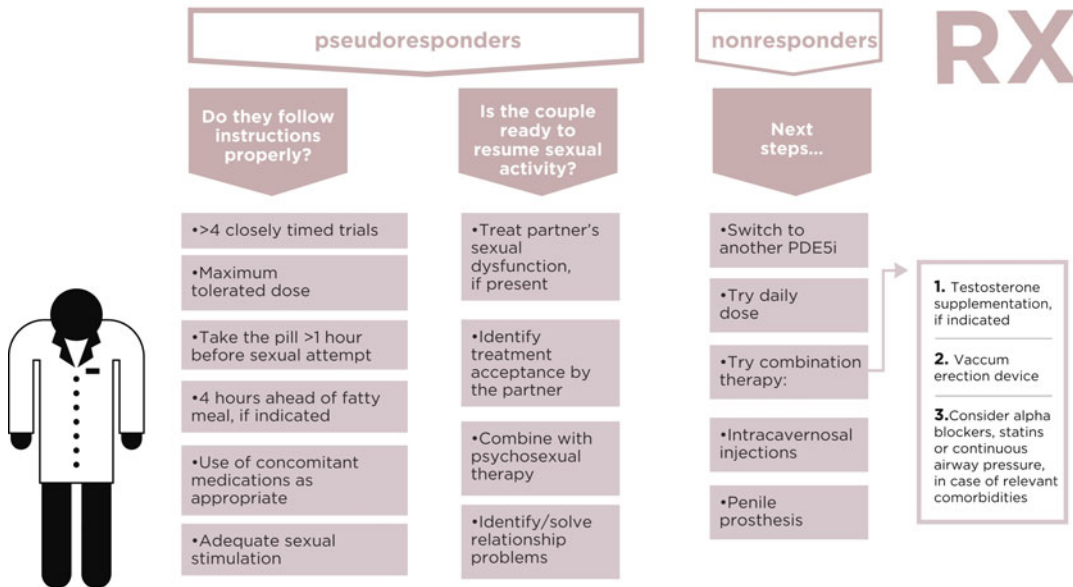 pseudoresponders
nonresponders
RX
Do they follow
instructions
properly?
•>4 closely timed trials
•Maximum
tolerated dose
•Take the pill >1 hour
before sexual attempt
•4 hours ahead of fatty
meal, if indicated
•Use of concomitant
medications as
appropriate
•Adequate sexual
stimulation
Is the couple
ready to
resume sexual
activity?
•Treat partner's
sexual
dysfunction,
if present
•Identify
treatment
acceptance by
the partner
•Combine with
psychosexual
therapy
•Identify/solve
relationship
problems
Next
steps...
•Switch to
another PDE5i
•Try daily
dose
•Try combination
therapy:
•Intracavernosal
injections
•Penile
prosthesis
1. Testosterone
supplementation,
if indicated
2. Vaccum
erection device
3.Consider alpha
blockers, statins
or continuous
airway pressure,
in case of relevant
comorbidities